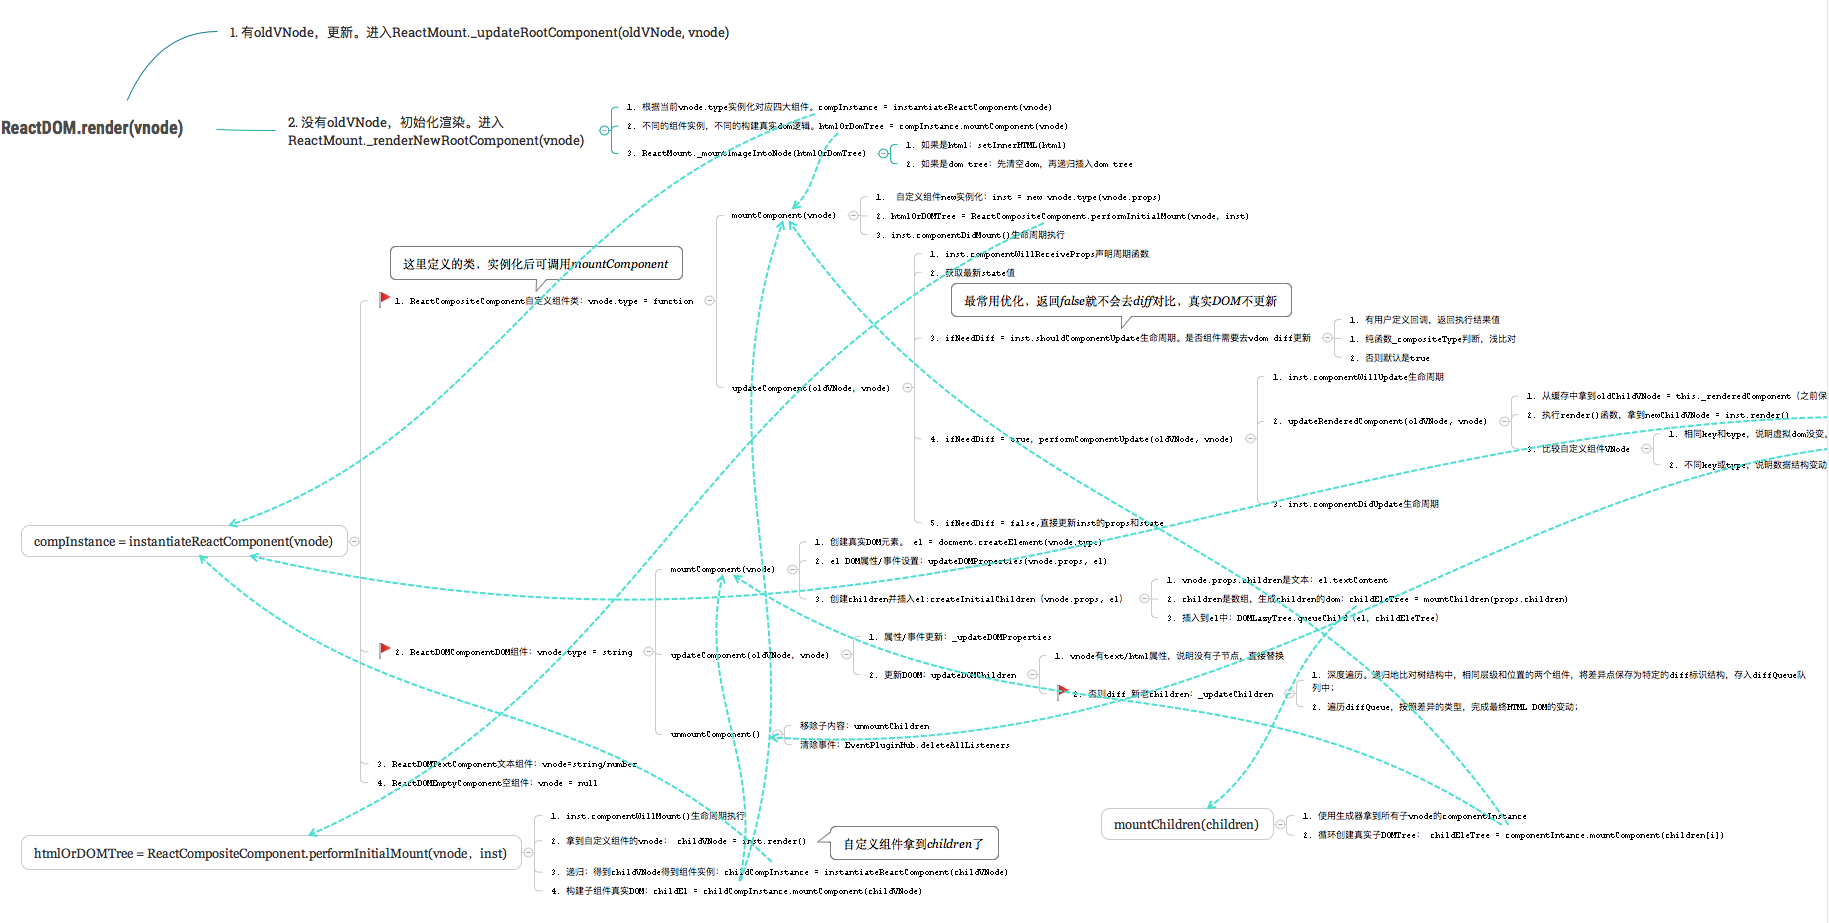 1. 有oldVNode，更新。进入ReactMount._updateRootComponent(oldVNode, vnode)
ReactDOM.render(vnode)
2. 没有oldVNode，初始化渲染。进入
ReactMount._renderNewRootComponent(vnode)
1. 根据当前vnode.type实例化对应四大组件。compInstance = instantiateReactComponent(vnode)
2. 不同的组件实例，不同的构建真实dom逻辑。htmlOrDomTree = compInstance.mountComponent(vnode)
3. ReactMount._mountImageIntoNode(htmlOrDomTree)
1. 如果是html：setInnerHTML(html)
2. 如果是dom tree：先清空dom，再递归插入dom tree
compInstance = instantiateReactComponent(vnode)
这里定义的类，实例化后可调用mountComponent
1. ReactCompositeComponent自定义组件类：vnode.type = function
mountComponent(vnode)
1. 自定义组件new实例化：inst = new vnode.type(vnode.props)
2. htmlOrDOMTree = ReactCompositeComponent.performInitialMount(vnode, inst)
3. inst.componentDidMount()生命周期执行
updateComponent(oldVNode, vnode)
1. inst.componentWillReceiveProps声明周期函数
2. 获取最新state值
最常用优化，返回false就不会去diff对比，真实DOM不更新
3. ifNeedDiff = inst.shouldComponentUpdate生命周期。是否组件需要去vdom diff更新
1. 有用户定义回调，返回执行结果值
1. 纯函数_compositeType判断，浅比对
2. 否则默认是true
4. ifNeedDiff = true, performComponentUpdate(oldVNode, vnode)
1. inst.componentWillUpdate生命周期
2. updateRenderedComponent(oldVNode, vnode)
1. 从缓存中拿到oldChildVNode = this._renderedComponent（之前保
2. 执行render()函数，拿到newChildVNode = inst.render()
3. 比较自定义组件VNode
1. 相同key和type，说明虚拟dom没变。
2. 不同key或type，说明数据结构变动
3. inst.componentDidUpdate生命周期
5. ifNeedDiff = false,直接更新inst的props和state
2. ReactDOMComponentDOM组件：vnode.type = string
mountComponent(vnode)
1. 创建真实DOM元素。 el = dorment.createElement(vnode.type)
2. el DOM属性/事件设置：updateDOMProperties(vnode.props, el)
3. 创建children并插入el:createInitialChildren（vnode.props, el）
1. vnode.props.children是文本：el.textContent
2. children是数组，生成children的dom：childEleTree = mountChildren(props.children)
3. 插入到el中：DOMLazyTree.queueChild（el, childEleTree）
updateComponent(oldVNode, vnode)
1. 属性/事件更新：_updateDOMProperties
2. 更新DOOM：updateDOMChildren
1. vnode有text/html属性，说明没有子节点，直接替换
2. 否则diff 新老children：_updateChildren
1. 深度遍历。递归地比对树结构中，相同层级和位置的两个组件，将差异点保存为特定的diff标识结构，存入diffQueue队
列中；
2. 遍历diffQueue，按照差异的类型，完成最终HTML DOM的变动；
unmountComponent()
移除子内容：unmountChildren
清除事件：EventPluginHub.deleteAllListeners
3. ReactDOMTextComponent文本组件：vnode=string/number
4. ReactDOMEmptyComponent空组件：vnode = null
htmlOrDOMTree = ReactCompositeComponent.performInitialMount(vnode，inst)
1. inst.componentWillMount()生命周期执行
2. 拿到自定义组件的vnode： childVNode = inst.render()
自定义组件拿到children了
3. 递归：得到childVNode得到组件实例：childCompInstance = instantiateReactComponent(childVNode)
4. 构建子组件真实DOM：childEl = childCompInstance.mountComponent(childVNode)
mountChildren(children)
1. 使用生成器拿到所有子vnode的componentInstance
2. 循环创建真实子DOMTree： childEleTree = componentIntance.mountComponent(children[i])